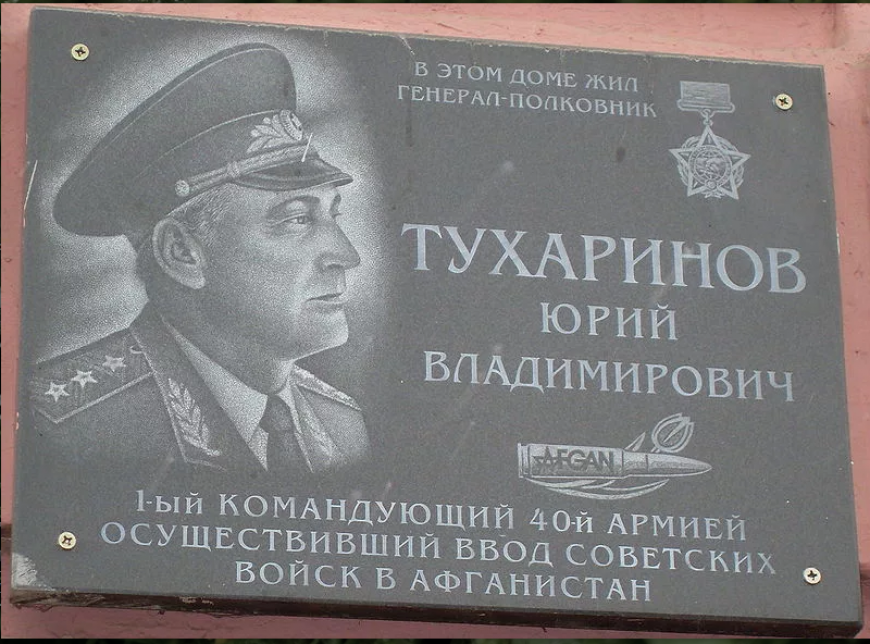 В ЭТОМ ДОМЕ ЖИЛ
ГЕНЕРАЛ-ПОЛКОВНИК
ТУХАРИНОВ
ЮРИЙ
ВЛАДИМИРОВИЧ
AFGAN
1-ый КОМАНДУЮЩИЙ 40-й АРМИЕЙ
ОСУЩЕСТВИВШИЙ ВВОД СОВЕТСКИХ
ВОЙСК В АФГАНИСТАН